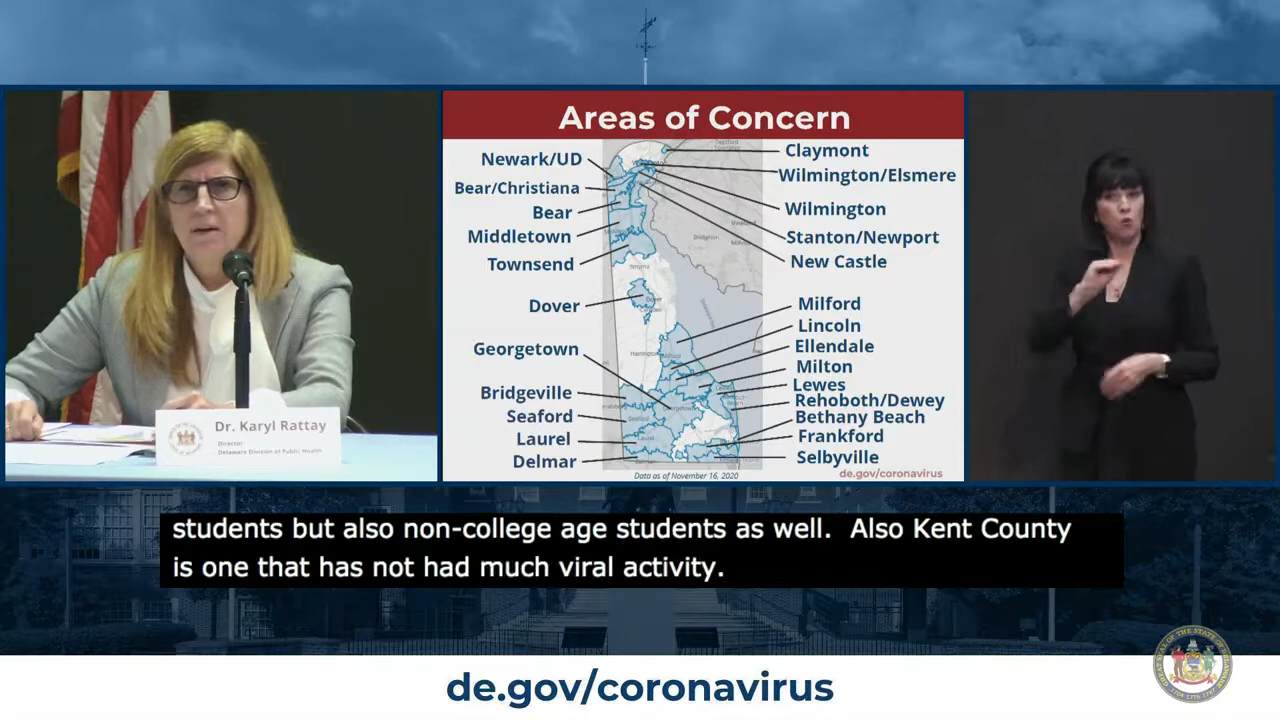 Areas of Concern
Newark/UD
Bear/Christiana
Bear
Middletown
Townsend
Dover
Georgetown
Bridgeville
Seaford
Laurel
Delmar
Claymont
Wilmington/Elsmere
Wilmington
Stanton/Newport
New Castle
Milford
Lincoln
Ellendale
Milton
Lewes
Rehoboth/Dewey
Bethany Beach
Frankford
Selbyville
Data as of November 16, 2020
de.gov/coronavirus
Dr. Karyl Rattay
Director
Delaware Division of Public Health
students but also non-college age students as well.  Also Kent County
is one that has not had much viral activity.
de.gov/coronavirus